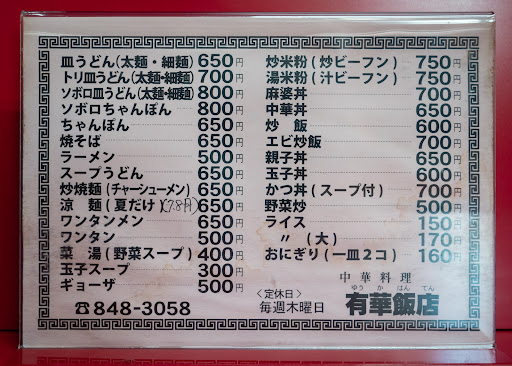 皿うどん(太麺・細麺) 650円
トリ皿うどん(太麺・細麺) 700円
ソボロ皿うどん(太麺・細麺) 800円
ソボロちゃんぽん 800円
ちゃんぽん 650円
焼そば 650円
ラーメン 500円
スープうどん 650円
炒焼麺(チャーシューメン) 650円
涼麺(夏だけ) 650円
ワンタンメン 650円
ワンタン 500円
菜湯(野菜スープ) 400円
玉子スープ 300円
ギョーザ 500円
☎848-3058
炒米粉(炒ビーフン) 750円
湯米粉(汁ビーフン) 750円
麻婆丼 700円
中華丼 650円
炒飯 600円
エビ炒飯 700円
親子丼 650円
玉子丼 600円
かつ丼(スープ付) 700円
野菜炒 500円
ライス 150円
〃(大) 170円
おにぎり(一皿2コ) 160円
〈定休日〉
毎週木曜日
中華料理
ゆうかはんてん
有華飯店